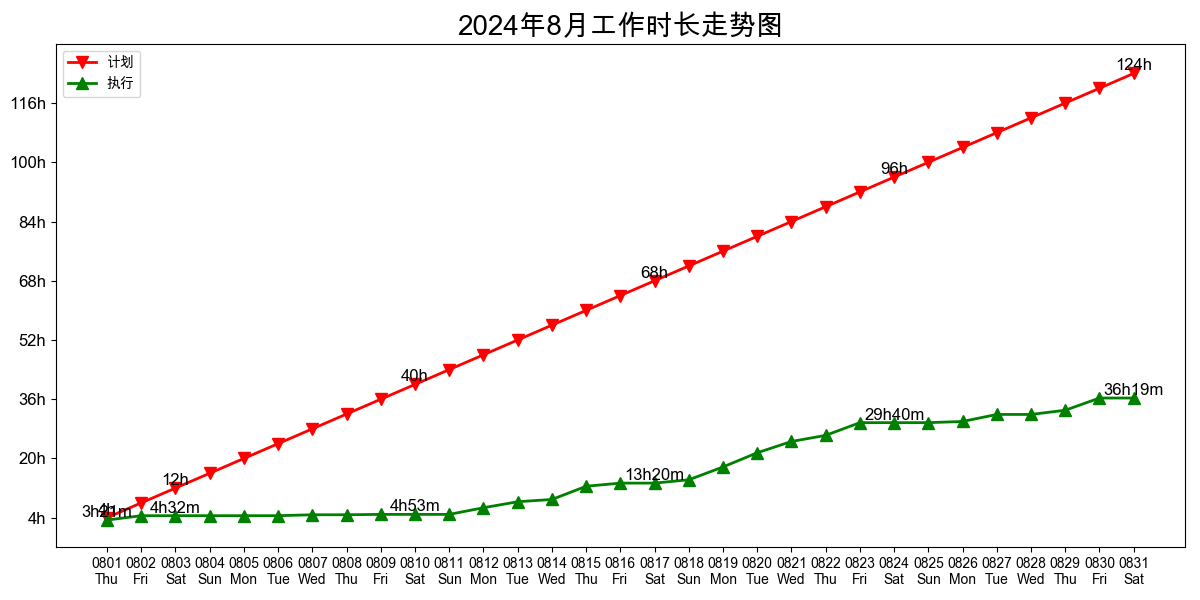 2024年8月工作时长走势图
计划
执行
124h
116h
100h
96h
84h
68h
68h
52h
40h
36h
36h19m
29h40m
20h
13h20m
12h
4h
3h21m
4h32m
4h53m
4h
0801 0802 0803 0804 0805 0806 0807 0808 0809 0810 0811 0812 0813 0814 0815 0816 0817 0818 0819 0820 0821 0822 0823 0824 0825 0826 0827 0828 0829 0830 0831
Thu Fri Sat Sun Mon Tue Wed Thu Fri Sat Sun Mon Tue Wed Thu Fri Sat Sun Mon Tue Wed Thu Fri Sat Sun Mon Tue Wed Thu Fri Sat